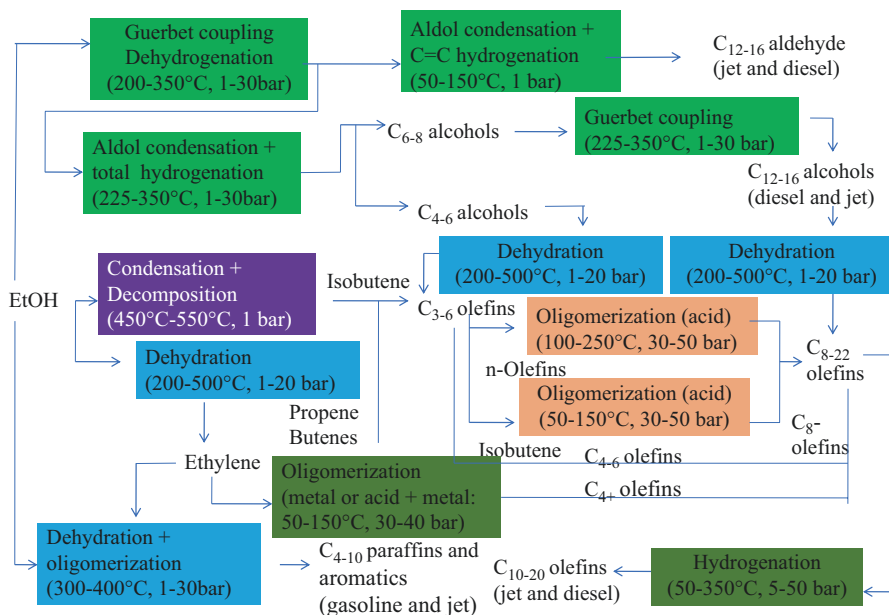 Guerbet coupling
Dehydrogenation
(200-350°C, 1-30bar)
Aldol condensation +
C=C hydrogenation
(50-150°C, 1 bar)
C12-16 aldehyde
(jet and diesel)
Aldol condensation +
total hydrogenation
(225-350°C, 1-30bar)
C6-8 alcohols
Guerbet coupling
(225-350°C, 1-30 bar)
C12-16 alcohols
(diesel and jet)
C4-6 alcohols
EtOH
Condensation +
Decomposition
(450°C-550°C, 1 bar)
Isobutene
C3-6 olefins
Dehydration
(200-500°C, 1-20 bar)
Dehydration
(200-500°C, 1-20 bar)
Oligomerization (acid)
(100-250°C, 30-50 bar)
n-Olefins
Oligomerization (acid)
(50-150°C, 30-50 bar)
Isobutene
C8-22
olefins
C8-
olefins
Dehydration
(200-500°C, 1-20 bar)
Propene
Butenes
Ethylene
Oligomerization
(metal or acid + metal:
50-150°C, 30-40 bar)
C4-6 olefins
C4+ olefins
Dehydration +
oligomerization
(300-400°C, 1-30bar)
C4-10 paraffins and
aromatics
(gasoline and jet)
C10-20 olefins
(jet and diesel)
Hydrogenation
(50-350°C, 5-50 bar)